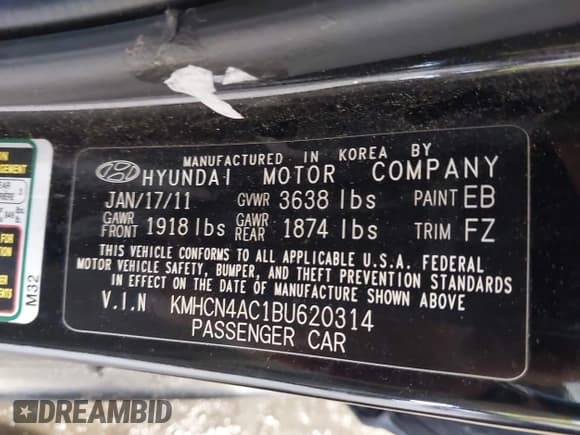 MANUFACTURED IN KOREA BY
HYUNDAI MOTOR COMPANY
JAN/17/11 GVWR 3638 lbs PAINT EB
GAWR FRONT 1918 lbs GAWR REAR 1874 lbs TRIM FZ
THIS VEHICLE CONFORMS TO ALL APPLICABLE U.S.A. FEDERAL
MOTOR VEHICLE SAFETY, BUMPER, AND THEFT PREVENTION STANDARDS
IN EFFECT ON THE DATE OF MANUFACTURE SHOWN ABOVE
V.I.N KMHCN4AC1BU620314
PASSENGER CAR
M32
DREAMBID